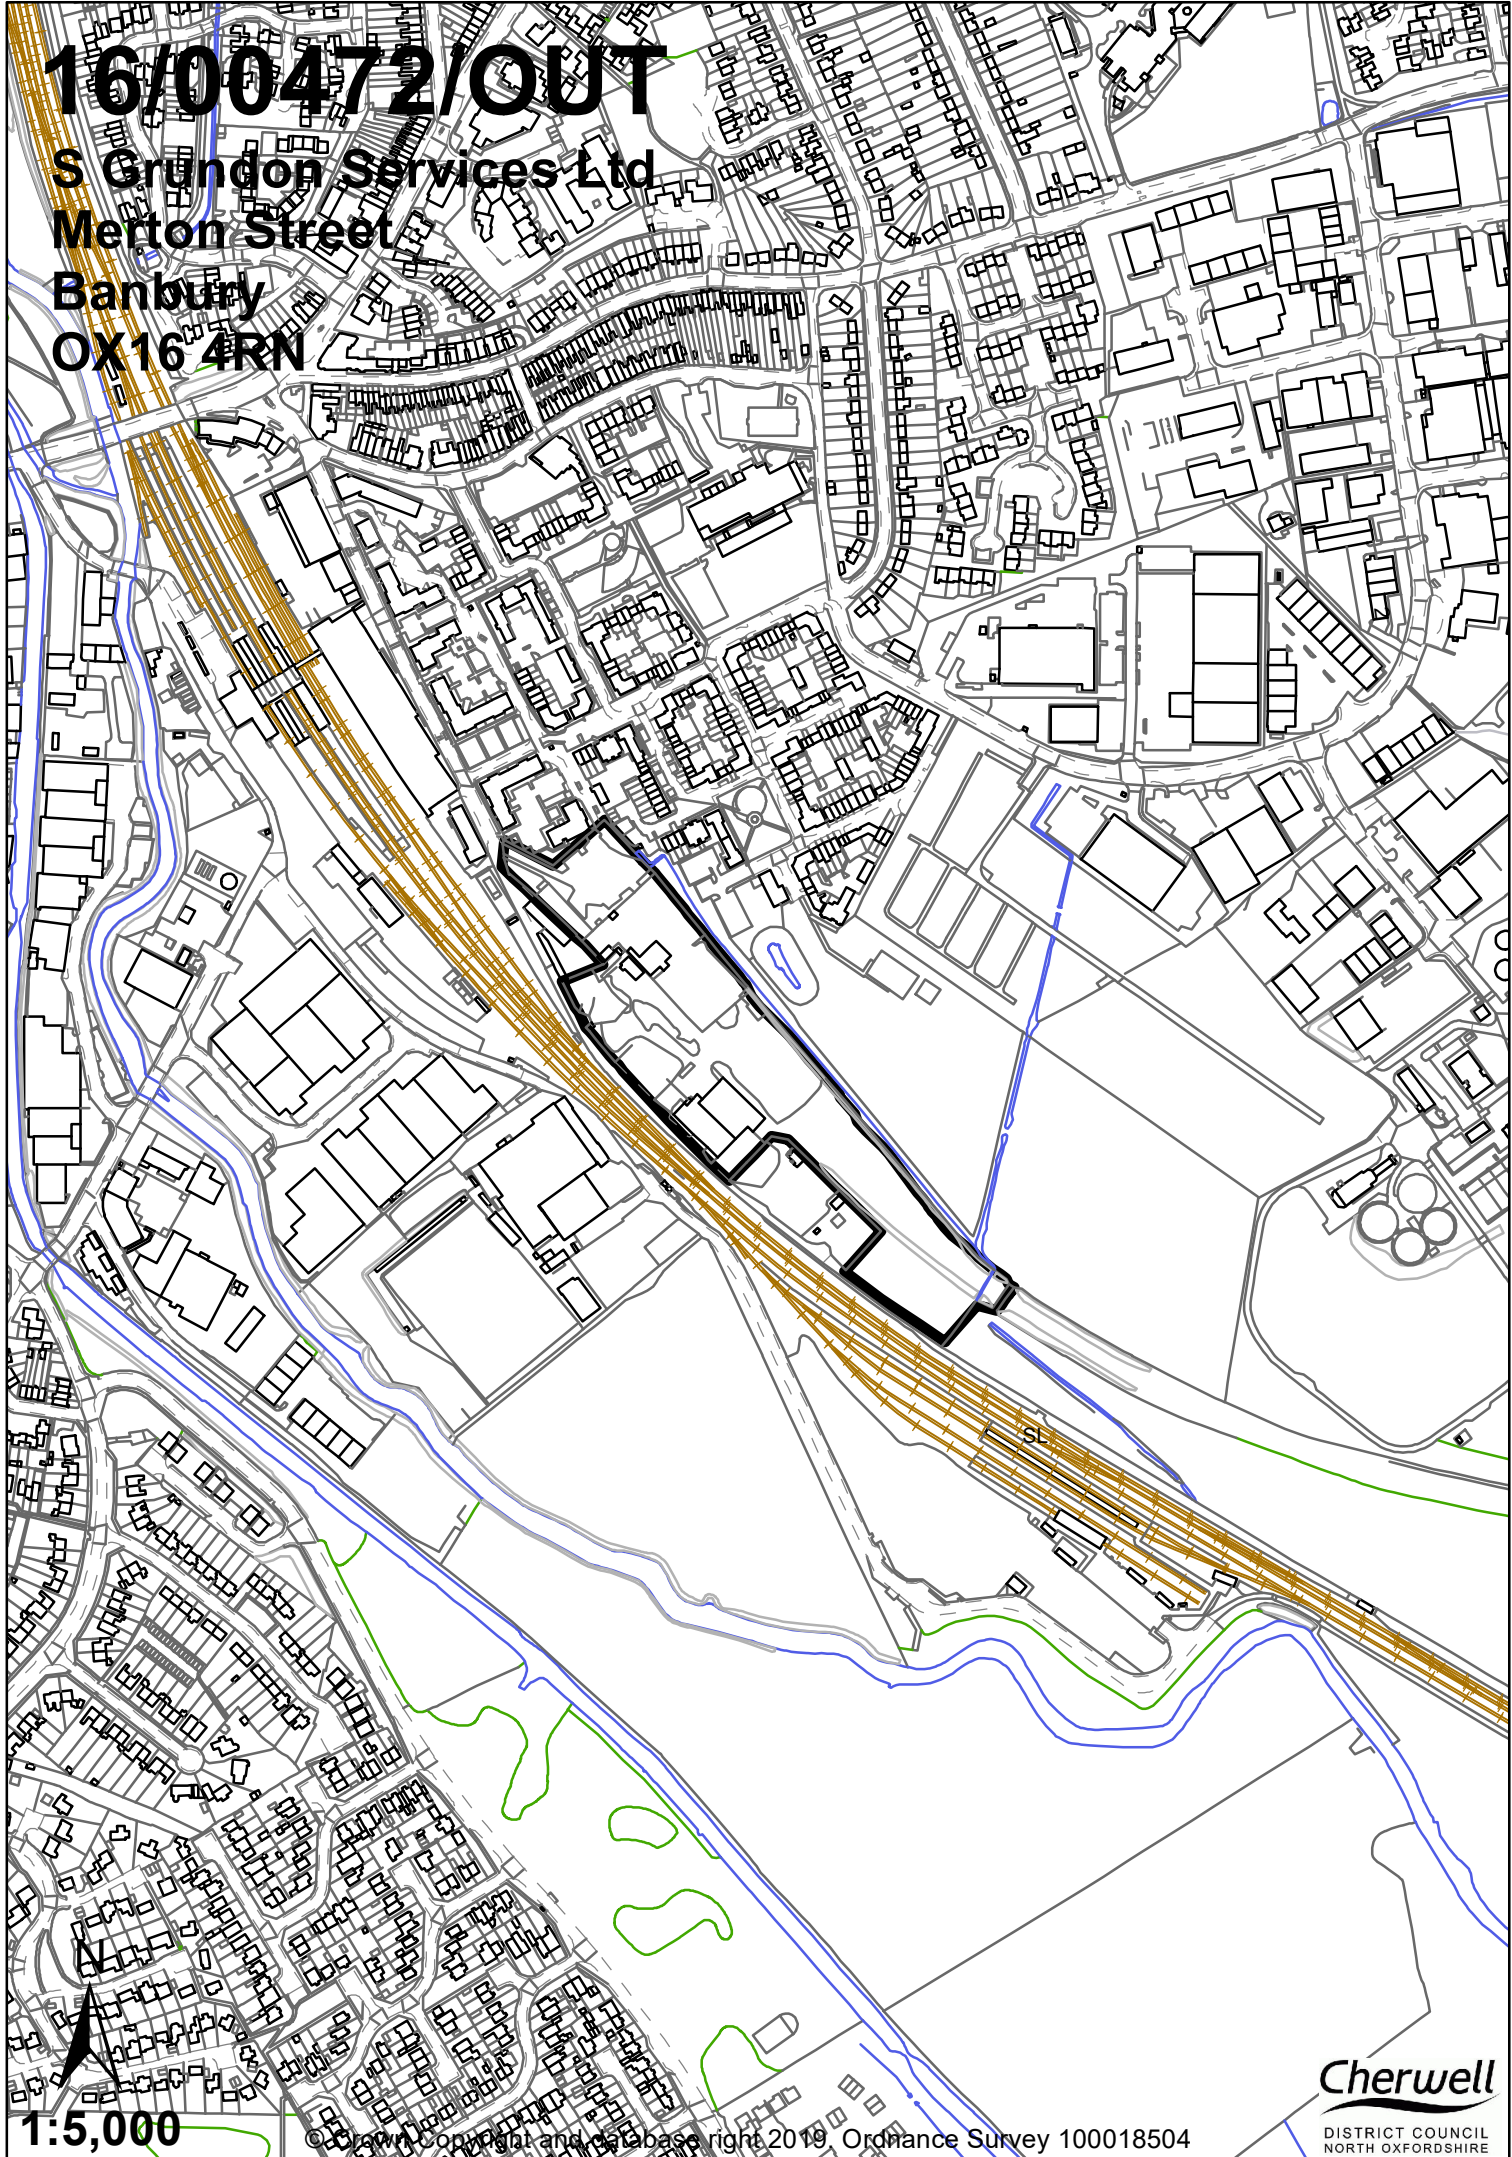 16/00472/OUT
S Grundon Services Ltd
Merton Street
Banbury
OX16 4RN
SL
N
1:5,000
© Crown Copyright and database right 2019. Ordnance Survey 100018504
Cherwell
DISTRICT COUNCIL
NORTH OXFORDSHIRE